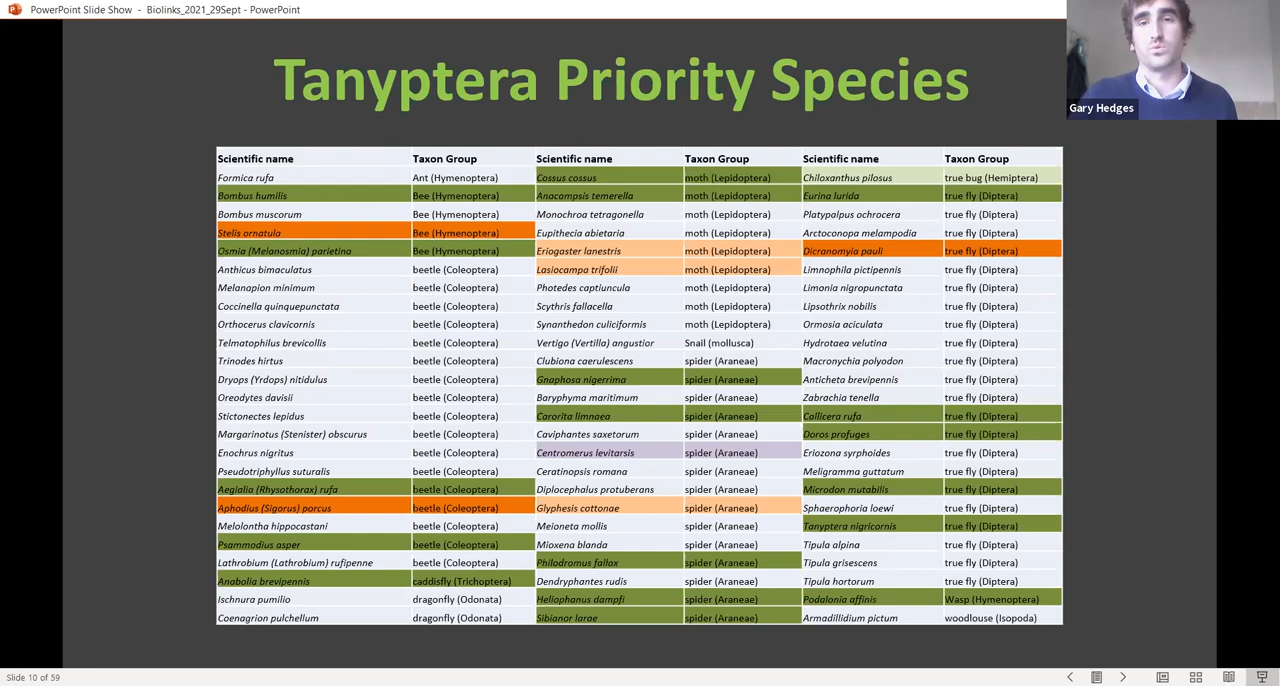 PowerPoint Slide Show - Biolinks_2021_29Sept - PowerPoint
Gary Hedges
Tanyptera Priority Species
Scientific name Taxon Group Scientific name Taxon Group Scientific name Taxon Group
Formica rufa Ant (Hymenoptera) Cossus cossus moth (Lepidoptera) Chiloxanthus pilosus true bug (Hemiptera)
Bombus humilis Bee (Hymenoptera) Anacampsis temerella moth (Lepidoptera) Eurina lurida true fly (Diptera)
Bombus muscorum Bee (Hymenoptera) Monochroa tetragonella moth (Lepidoptera) Platypalpus ochrocera true fly (Diptera)
Stelis ornatula Bee (Hymenoptera) Eupithecia abietaria moth (Lepidoptera) Arctoconopa melampodia true fly (Diptera)
Osmia (Melanosmia) parietina Bee (Hymenoptera) Eriogaster lanestris moth (Lepidoptera) Dicranomyia pauli true fly (Diptera)
Anthicus bimaculatus beetle (Coleoptera) Lasiocampa trifolii moth (Lepidoptera) Limnophila pictipennis true fly (Diptera)
Melanapion minimum beetle (Coleoptera) Photedes captiuncula moth (Lepidoptera) Limonia nigropunctata true fly (Diptera)
Coccinella quinquepunctata beetle (Coleoptera) Scythris fallacella moth (Lepidoptera) Lipsothrix nobilis true fly (Diptera)
Orthocerus clavicornis beetle (Coleoptera) Synanthedon culiciformis moth (Lepidoptera) Ormosia aciculata true fly (Diptera)
Telmatophilus brevicollis beetle (Coleoptera) Vertigo (Vertilla) angustior Snail (mollusca) Hydrotaea velutina true fly (Diptera)
Trinodes hirtus beetle (Coleoptera) Clubiona caerulescens spider (Araneae) Macronychia polyodon true fly (Diptera)
Dryops (Yrdops) nitidulus beetle (Coleoptera) Gnaphosa nigerrima spider (Araneae) Anticheta brevipennis true fly (Diptera)
Oreodytes davisii beetle (Coleoptera) Baryphyma maritimum spider (Araneae) Zabrachia tenella true fly (Diptera)
Stictonectes lepidus beetle (Coleoptera) Carorita limnaea spider (Araneae) Callicera rufa true fly (Diptera)
Margarinotus (Stenister) obscurus beetle (Coleoptera) Caviphantes saxetorum spider (Araneae) Doros profuges true fly (Diptera)
Enochrus nigritus beetle (Coleoptera) Centromerus levitarsis spider (Araneae) Eriozona syrphoides true fly (Diptera)
Pseudotriphyllus suturalis beetle (Coleoptera) Ceratinopsis romana spider (Araneae) Meligramma guttatum true fly (Diptera)
Aegialia (Rhysothorax) rufa beetle (Coleoptera) Diplocephalus protuberans spider (Araneae) Microdon mutabilis true fly (Diptera)
Aphodius (Sigorus) porcus beetle (Coleoptera) Glyphesis cottonae spider (Araneae) Sphaerophoria loewi true fly (Diptera)
Melolontha hippocastani beetle (Coleoptera) Meioneta mollis spider (Araneae) Tanyptera nigricornis true fly (Diptera)
Psammodius asper beetle (Coleoptera) Mioxena blanda spider (Araneae) Tipula alpina true fly (Diptera)
Lathrobium (Lathrobium) rufipenne beetle (Coleoptera) Philodromus fallax spider (Araneae) Tipula grisescens true fly (Diptera)
Anabolia brevipennis caddisfly (Trichoptera) Dendryphantes rudis spider (Araneae) Tipula hortorum true fly (Diptera)
Ischnura pumilio dragonfly (Odonata) Heliophanus dampfi spider (Araneae) Podalonia affinis Wasp (Hymenoptera)
Coenagrion pulchellum dragonfly (Odonata) Sibianor larae spider (Araneae) Armadillidium pictum woodlouse (Isopoda)
Slide 10 of 59